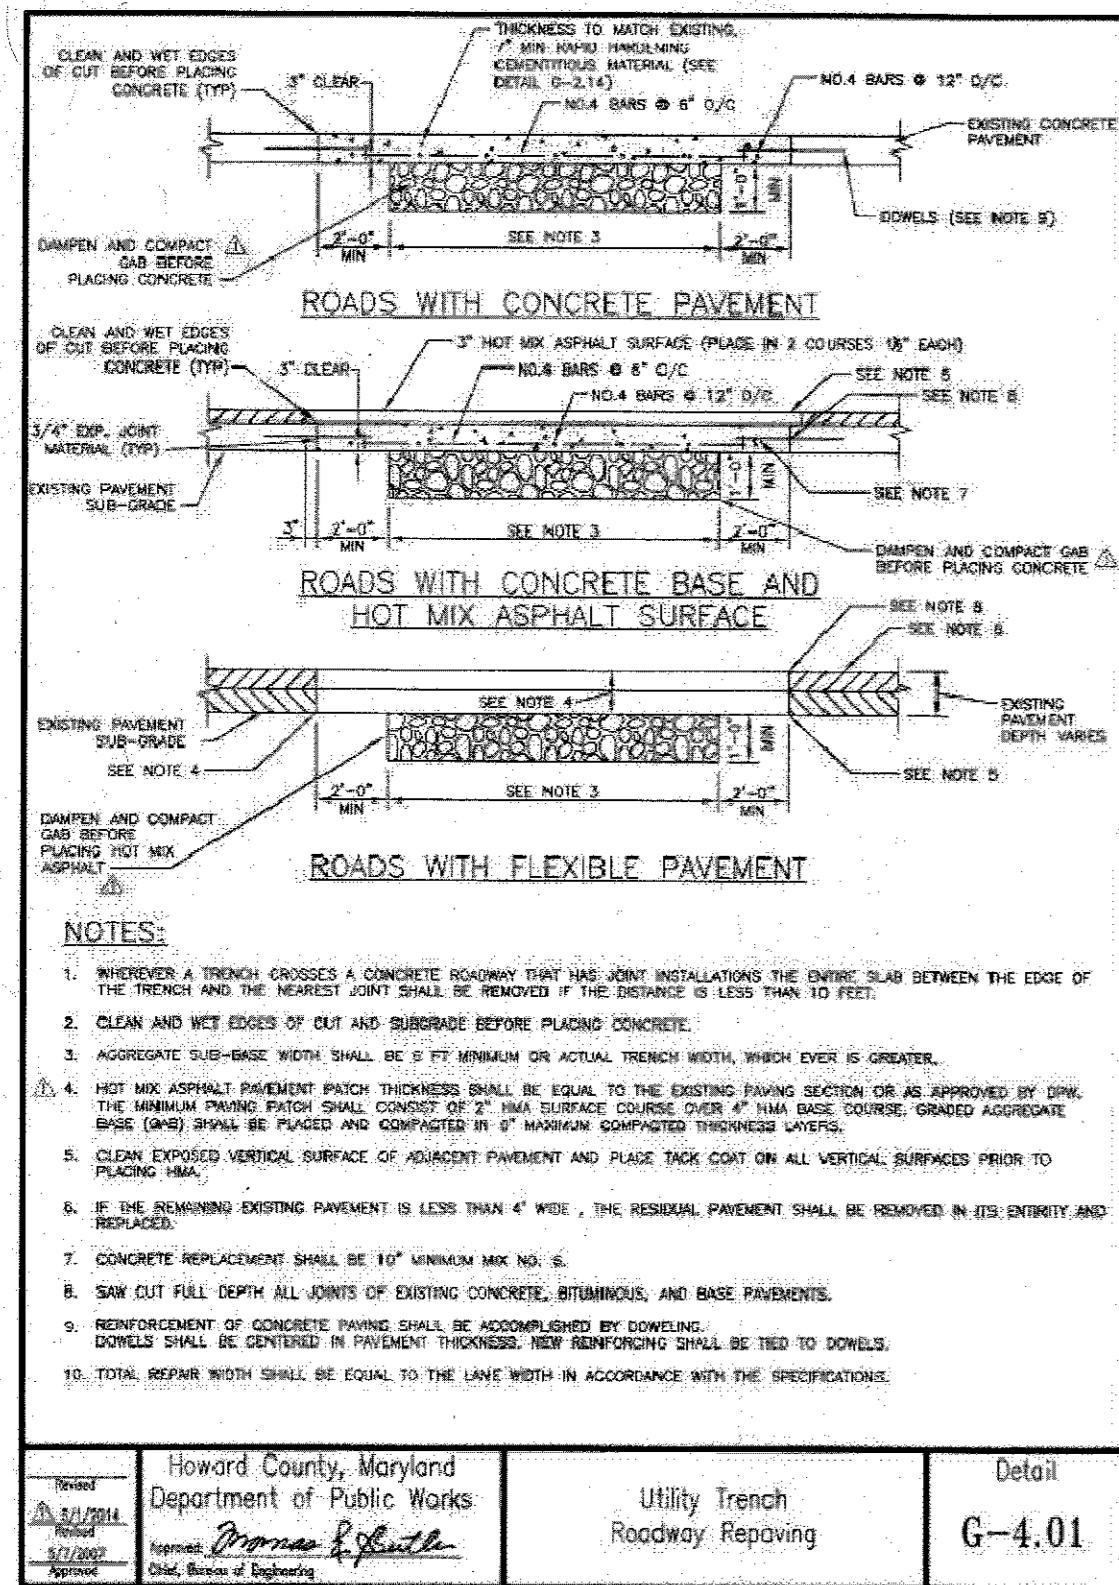 THICKNESS TO MATCH EXISTING,
7" MIN RAPID HARDENING
CEMENTITIOUS MATERIAL (SEE
DETAIL G-2.14)
CLEAN AND WET EDGES
OF CUT BEFORE PLACING
CONCRETE (TYP)
3" CLEAR
NO.4 BARS @ 6" O/C
NO.4 BARS @ 12" O/C
EXISTING CONCRETE
PAVEMENT
1'-0"
MIN
DOWELS (SEE NOTE 9)
DAMPEN AND COMPACT
GAB BEFORE
PLACING CONCRETE
2'-0"
MIN
SEE NOTE 3
2'-0"
MIN
ROADS WITH CONCRETE PAVEMENT
CLEAN AND WET EDGES
OF CUT BEFORE PLACING
CONCRETE (TYP)
3" HOT MIX ASPHALT SURFACE (PLACE IN 2 COURSES 1½" EACH)
3" CLEAR
NO.4 BARS @ 6" O/C
NO.4 BARS @ 12" O/C
SEE NOTE
SEE NOTE
3/4" EXP. JOINT
MATERIAL (TYP)
EXISTING PAVEMENT
SUB-GRADE
1'-0"
MIN
SEE NOTE 7
3"
2'-0"
MIN
SEE NOTE 3
2'-0"
MIN
DAMPEN AND COMPACT GAB
BEFORE PLACING CONCRETE
ROADS WITH CONCRETE BASE AND
HOT MIX ASPHALT SURFACE
SEE NOTE 8
SEE NOTE 6
SEE NOTE 4
EXISTING
PAVEMENT
DEPTH VARIES
EXISTING PAVEMENT
SUB-GRADE
SEE NOTE 4
1'-0"
MIN
SEE NOTE 5
2'-0"
MIN
SEE NOTE 3
2'-0"
MIN
DAMPEN AND COMPACT
GAB BEFORE
PLACING HOT MIX
ASPHALT
ROADS WITH FLEXIBLE PAVEMENT
NOTES:
1. WHEREVER A TRENCH CROSSES A CONCRETE ROADWAY THAT HAS JOINT INSTALLATIONS THE ENTIRE SLAB BETWEEN THE EDGE OF
THE TRENCH AND THE NEAREST JOINT SHALL BE REMOVED IF THE DISTANCE IS LESS THAN 10 FEET.
2. CLEAN AND WET EDGES OF CUT AND SUBGRADE BEFORE PLACING CONCRETE.
3. AGGREGATE SUB-BASE WIDTH SHALL BE FT MINIMUM OR ACTUAL TRENCH WIDTH, WHICH EVER IS GREATER.
4. HOT MIX ASPHALT PAVEMENT PATCH THICKNESS SHALL BE EQUAL TO THE EXISTING PAVING SECTION OR AS APPROVED BY DPW.
THE MINIMUM PAVING PATCH SHALL CONSIST OF 2" HMA SURFACE COURSE OVER 4" HMA BASE COURSE. GRADED AGGREGATE
BASE (GAB) SHALL BE PLACED AND COMPACTED IN MAXIMUM COMPACTED THICKNESS LAYERS.
5. CLEAN EXPOSED VERTICAL SURFACE OF ADJACENT PAVEMENT AND PLACE TACK COAT ON ALL VERTICAL SURFACES PRIOR TO
PLACING HMA.
6. IF THE REMAINING EXISTING PAVEMENT IS LESS THAN 4' WIDE , THE RESIDUAL PAVEMENT SHALL BE REMOVED IN ITS ENTIRITY AND
REPLACED.
7. CONCRETE REPLACEMENT SHALL BE 10" MINIMUM MIX NO. 6.
8. SAW CUT FULL DEPTH ALL JOINTS OF EXISTING CONCRETE, BITUMINOUS, AND BASE PAVEMENTS.
9. REINFORCEMENT OF CONCRETE PAVING SHALL BE ACCOMPLISHED BY DOWELING.
DOWELS SHALL BE CENTERED IN PAVEMENT THICKNESS. NEW REINFORCING SHALL BE TIED TO DOWELS.
10. TOTAL REPAIR WIDTH SHALL BE EQUAL TO THE LANE WIDTH IN ACCORDANCE WITH THE SPECIFICATIONS.
Revised
5/1/2014
Revised
5/7/2007
Approved
Howard County, Maryland
Department of Public Works
Approved:
Chief, Bureau of Engineering
Utility Trench
Roadway Repaving
Detail
G-4.01